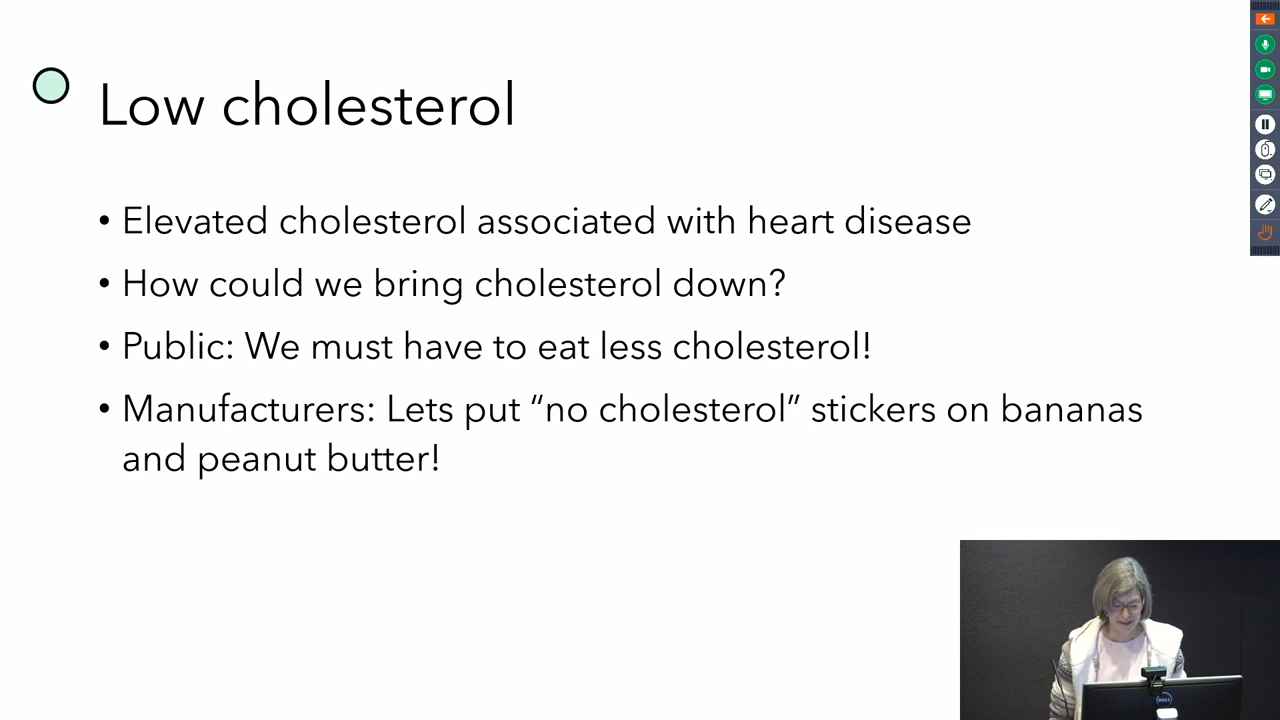 Low cholesterol
• Elevated cholesterol associated with heart disease
• How could we bring cholesterol down?
• Public: We must have to eat less cholesterol!
• Manufacturers: Lets put “no cholesterol” stickers on bananas
and peanut butter!
DELL